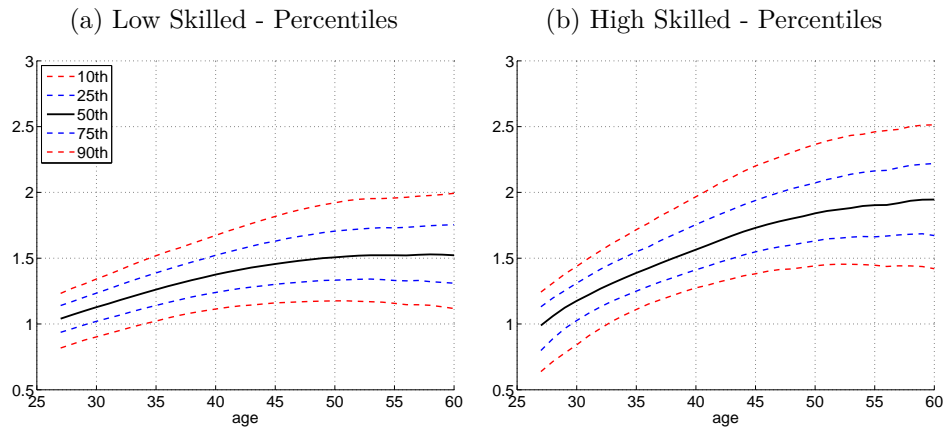 (a) Low Skilled - Percentiles
3
2.5
2
1.5
1
0.5
25 30 35 40 45 50 55 60
age
10th
25th
50th
75th
90th
(b) High Skilled - Percentiles
3
2.5
2
1.5
1
0.5
25 30 35 40 45 50 55 60
age